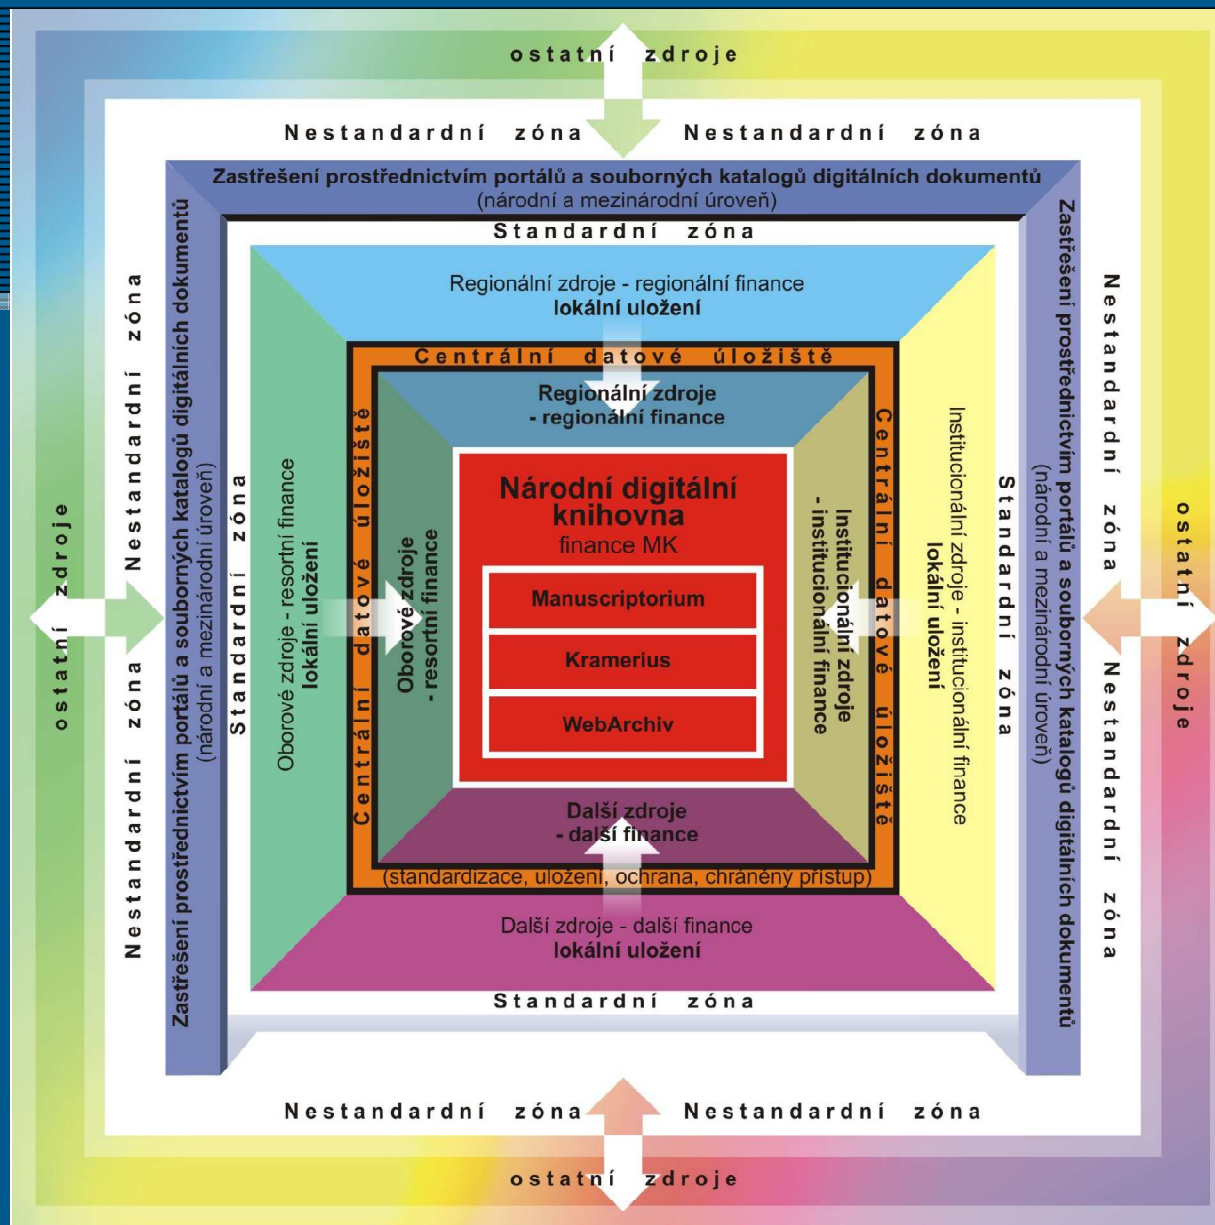 ostatní zdroje
Nestandardní zóna Nestandardní zóna
Zastřešení prostřednictvím portálů a souborných katalogů digitálních dokumentů
(národní a mezinárodní úroveň)
Standardní zóna
Regionální zdroje - regionální finance
lokální uložení
Centrální datové úložiště
Regionální zdroje
- regionální finance
ostatní zdroje
Nestandardní zóna Nestandardní zóna
Zastřešení prostřednictvím portálů a souborných katalogů digitálních dokumentů
(národní a mezinárodní úroveň)
Standardní zóna
Oborové zdroje - resortní finance
lokální uložení
Centrální datové úložiště
Oborové zdroje
- resortní finance
Národní digitální
knihovna
finance MK
Manuscriptorium
Kramerius
WebArchiv
Institucionální zdroje
- institucionální finance
Centrální datové úložiště
Institucionální zdroje - institucionální finance
lokální uložení
Standardní zóna
Zastřešení prostřednictvím portálů a souborných katalogů digitálních dokumentů
(národní a mezinárodní úroveň)
Nestandardní zóna Nestandardní zóna
ostatní zdroje
Další zdroje
- další finance
(standardizace, uložení, ochrana, chráněný přístup)
Další zdroje - další finance
lokální uložení
Standardní zóna
Nestandardní zóna Nestandardní zóna
ostatní zdroje